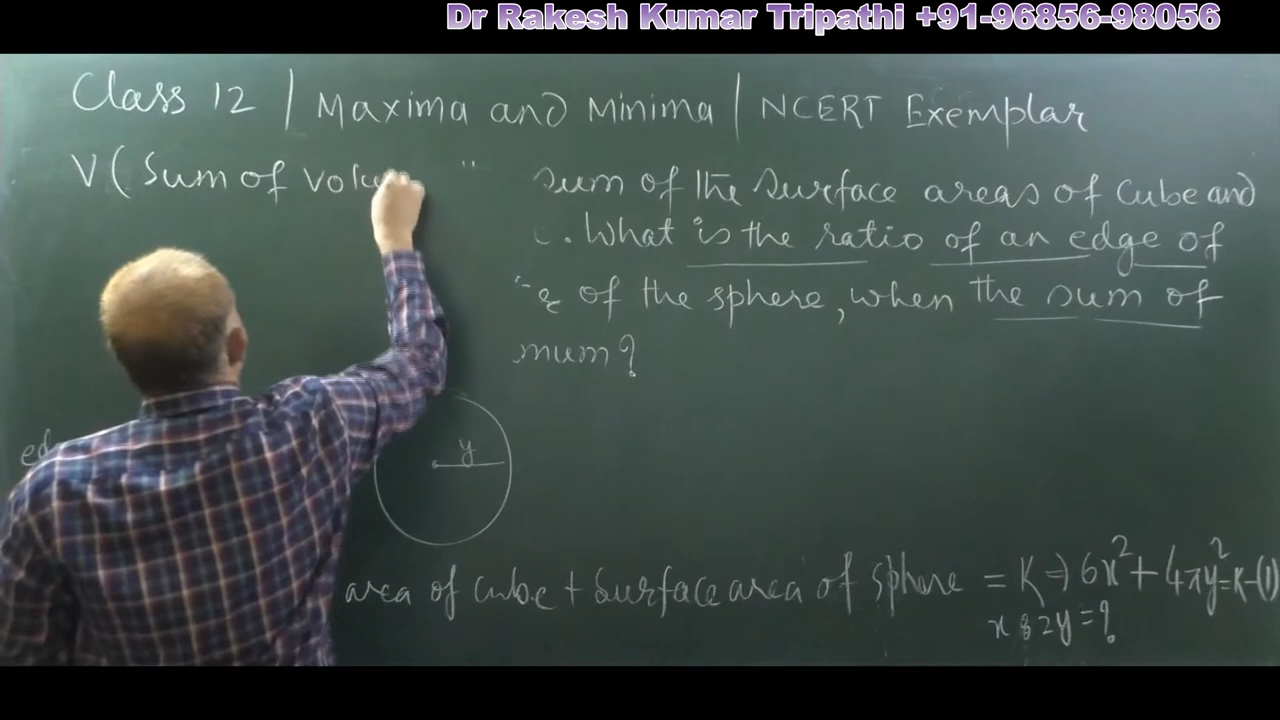 Dr Rakesh Kumar Tripathi +91-96856-98056
Class 12 | Maxima and Minima | NCERT Exemplar
V ( Sum of volu
sum of the surface areas of cube and
. What is the ratio of an edge of
of the sphere, when the sum of
mum?
ed
y
area of cube + Surface area of sphere = K ⇒ 6x² + 4πy² = K -(1)
x : 2y = ?